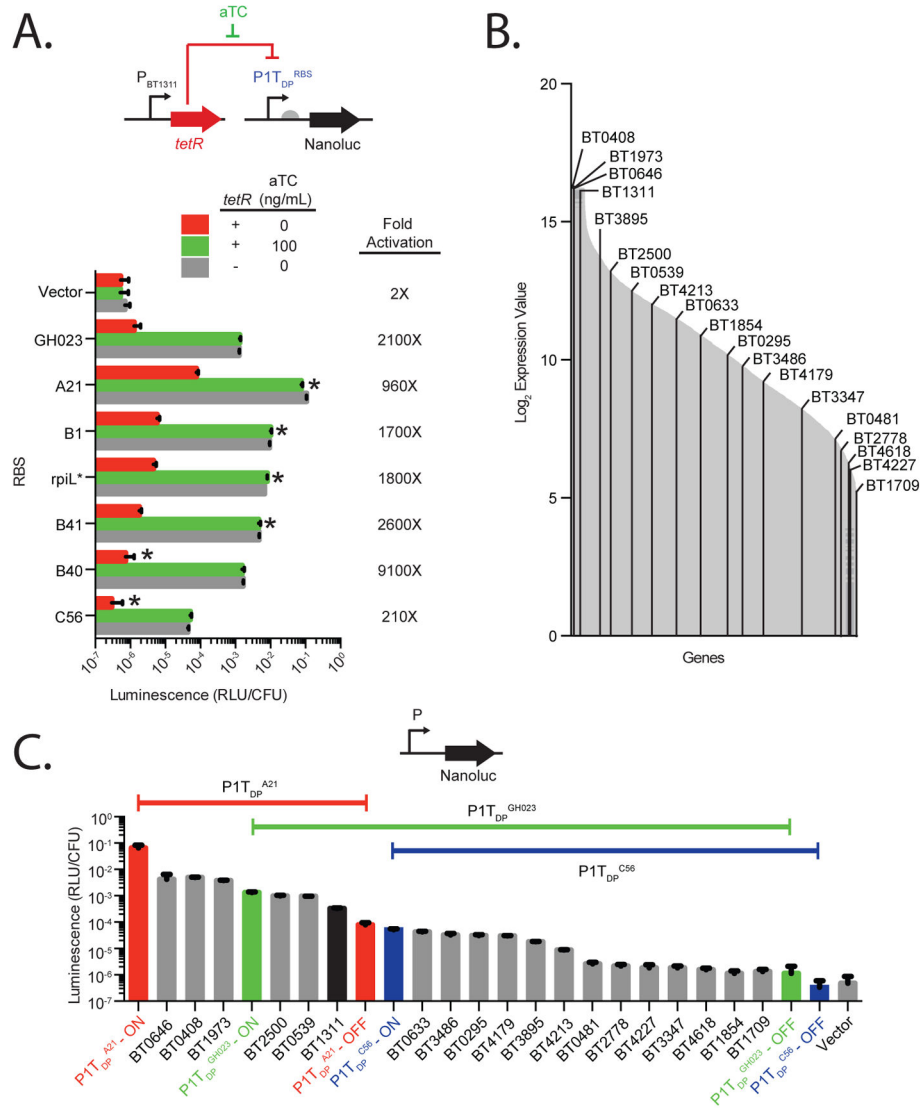 A.
aTC
P_BT1311
P1T_DP^RBS
tetR
Nanoluc
aTC
tetR (ng/mL)
+ 0
+ 100
- 0
Fold
Activation
RBS
Vector 2X
GH023 2100X
A21 * 960X
B1 * 1700X
rpiL* * 1800X
B41 * 2600X
B40 * 9100X
C56 * 210X
10^-7 10^-6 10^-5 10^-4 10^-3 10^-2 10^-1 10^0
Luminescence (RLU/CFU)
B.
Log_2 Expression Value
20
15
10
5
0
BT0408
BT1973
BT0646
BT1311
BT3895
BT2500
BT0539
BT4213
BT0633
BT1854
BT0295
BT3486
BT4179
BT3347
BT0481
BT2778
BT4618
BT4227
BT1709
Genes
C.
P
Nanoluc
P1T_DP^A21
P1T_DP^GH023
P1T_DP^C56
Luminescence (RLU/CFU)
10^0
10^-1
10^-2
10^-3
10^-4
10^-5
10^-6
10^-7
P1T_DP^A21 - ON
BT0646
BT0408
BT1973
P1T_DP^GH023 - ON
BT2500
BT0539
BT1311
P1T_DP^A21 - OFF
P1T_DP^C56 - ON
BT0633
BT3486
BT0295
BT4179
BT3895
BT4213
BT0481
BT2778
BT4227
BT3347
BT4618
BT1854
BT1709
P1T_DP^GH023 - OFF
P1T_DP^C56 - OFF
Vector